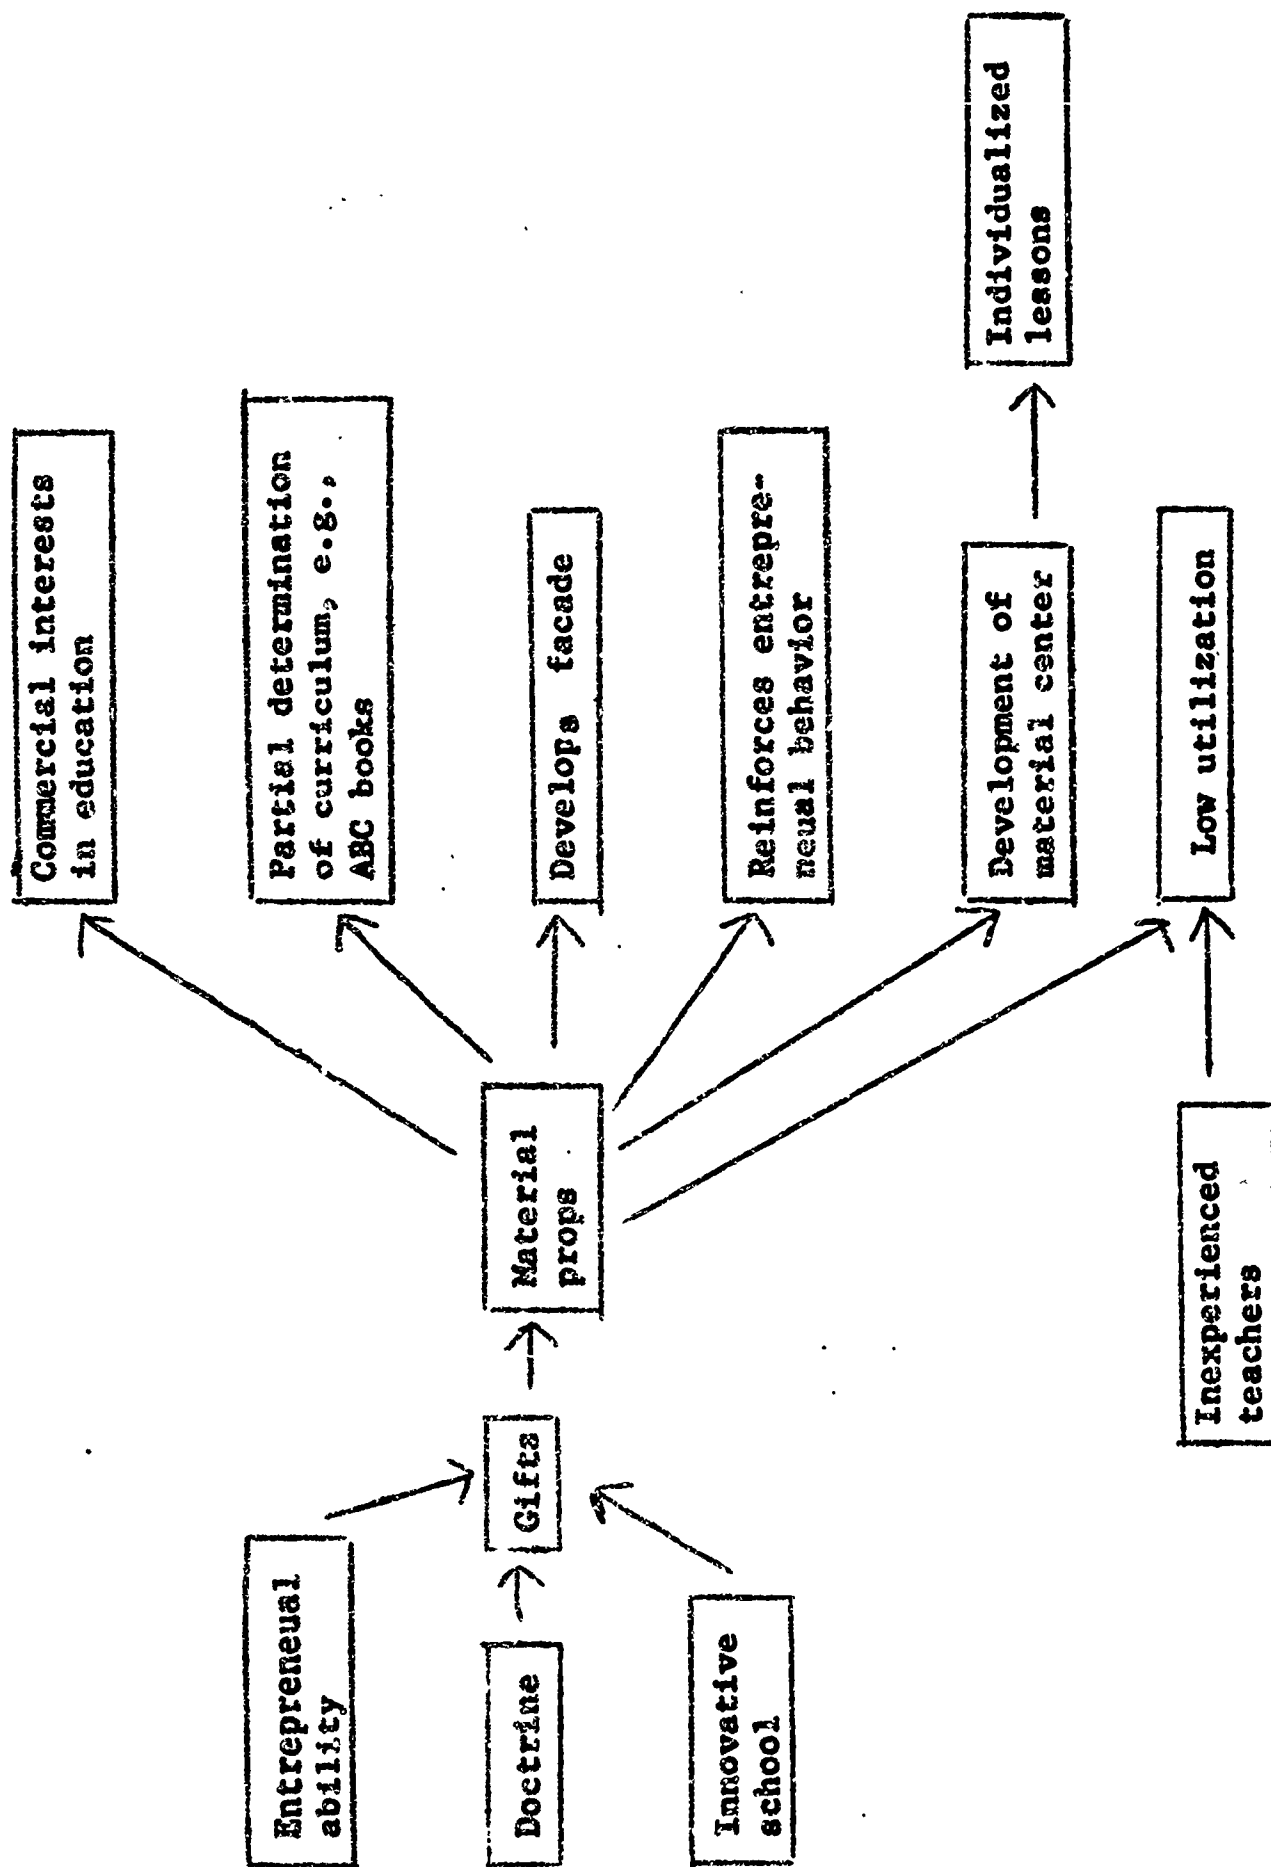 Entrepreneual
ability
Doctrine
Innovative
school
Gifts
Material
props
Inexperienced
teachers
Commercial interests
in education
Partial determination
of curriculum, e.g.,
ABC books
Develops facade
Reinforces entrepre-
neual behavior
Development of
material center
Low utilization
Individualized
lessons